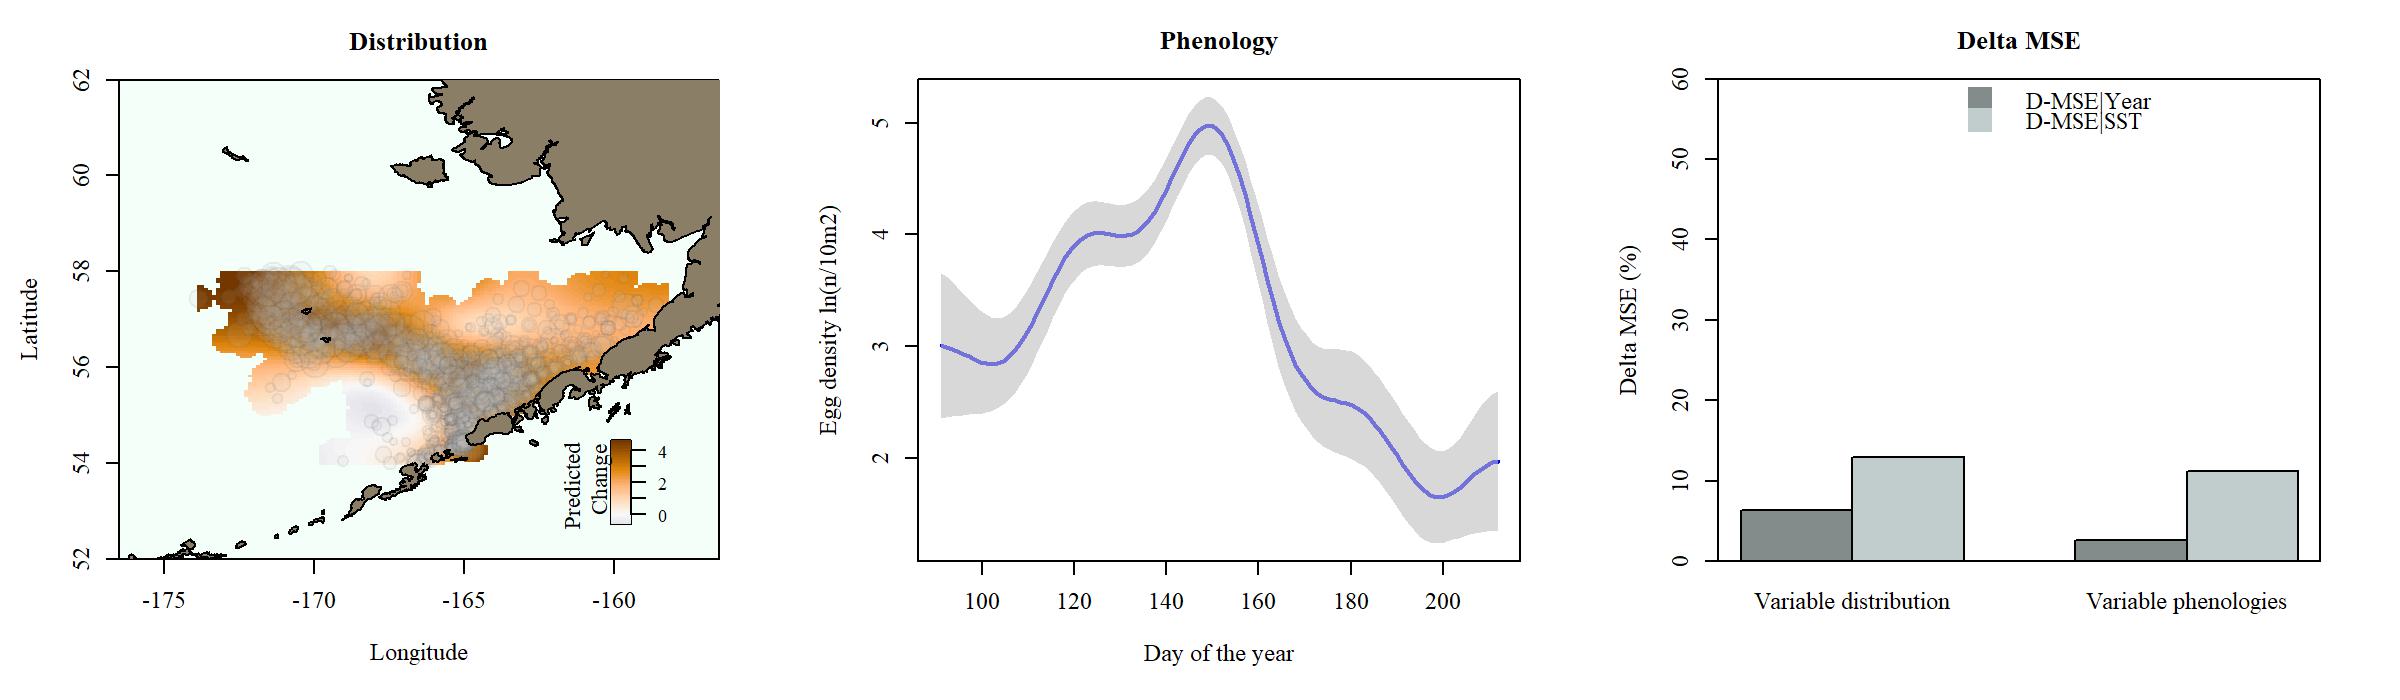 Distribution
62
60
58
56
54
52
Latitude
-175
-170
-165
-160
Longitude
Predicted
Change
4
2
0
Phenology
5
4
3
2
Egg density ln(n/10m2)
100
120
140
160
180
200
Day of the year
Delta MSE
60
50
40
30
20
10
0
Delta MSE (%)
D-MSE|Year
D-MSE|SST
Variable distribution
Variable phenologies